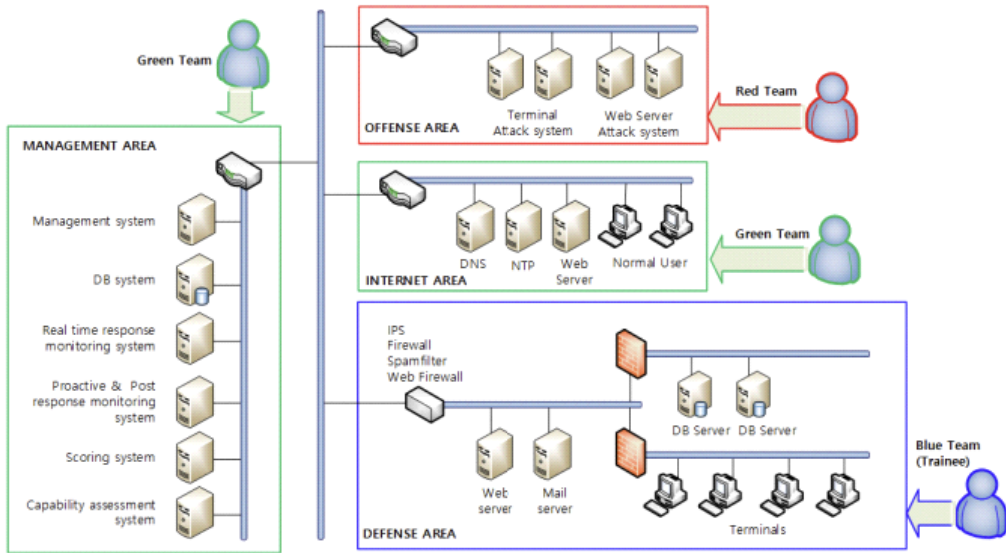 Green Team
MANAGEMENT AREA
Management system
DB system
Real time response
monitoring system
Proactive & Post
response monitoring
system
Scoring system
Capability assessment
system
Terminal
Attack system
Web Server
Attack system
OFFENSE AREA
Red Team
DNS
NTP
Web
Server
Normal User
INTERNET AREA
Green Team
IPS
Firewall
Spamfilter
Web Firewall
DB Server
DB Server
Web
server
Mail
server
Terminals
DEFENSE AREA
Blue Team
(Trainee)